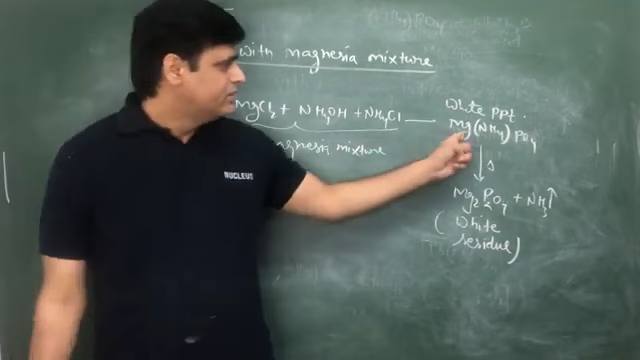 with magnesia mixture
MgCl₂ + NH₄OH + NH₄Cl —
magnesia mixture
White ppt.
Mg(NH₄)PO₄
↓ Δ
Mg₂P₂O₇ + NH₃↑
(White
residue)
NUCLEUS